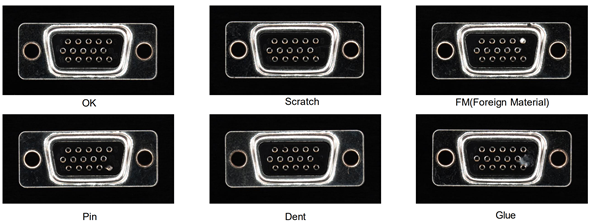 OK
Scratch
FM(Foreign Material)
Pin
Dent
Glue